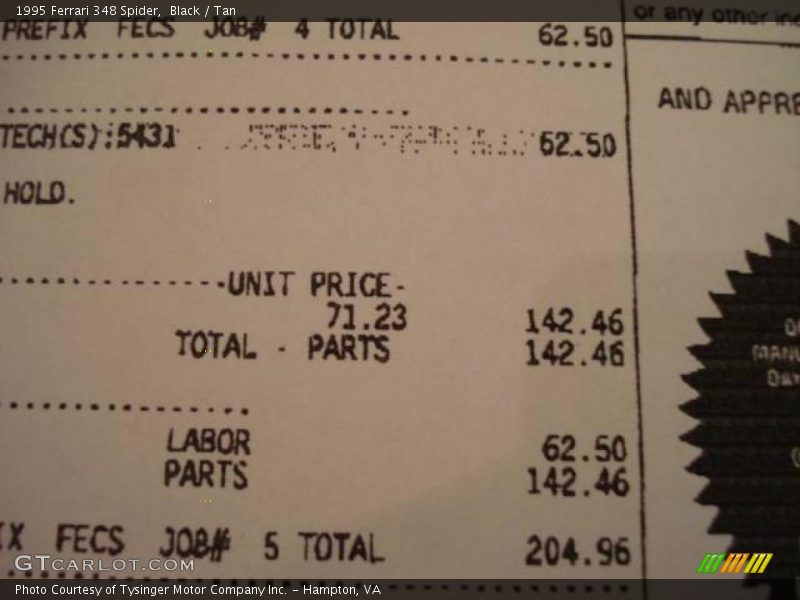 1995 Ferrari 348 Spider, Black / Tan
or any other
PREFIX FECS JOB# 4 TOTAL 62.50
AND APPRE
TECH(S):5431 62.50
HOLD.
UNIT PRICE-
71.23 142.46
TOTAL - PARTS 142.46
LABOR 62.50
PARTS 142.46
IX FECS JOB# 5 TOTAL 204.96
GTCARLOT.COM
Photo Courtesy of Tysinger Motor Company Inc. - Hampton, VA